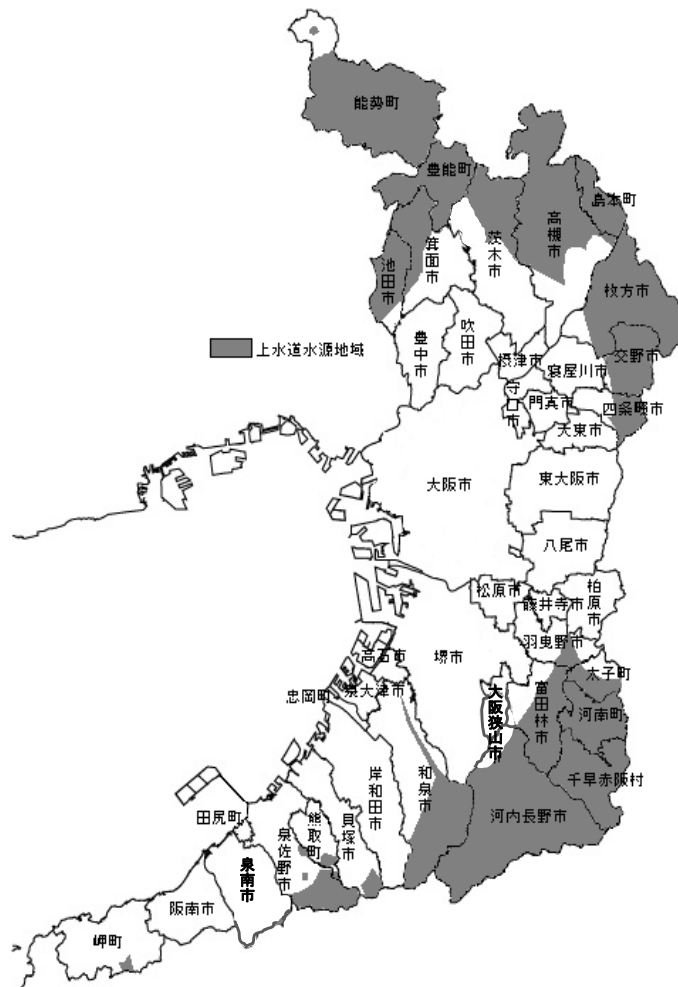 能勢町
豊能町
島本町
高槻市
茨木市
箕面市
池田市
枚方市
豊中市
吹田市
摂津市
寝屋川市
交野市
上水道水源地域
守口市
門真市
四条畷市
大東市
大阪市
東大阪市
八尾市
松原市
藤井寺市
柏原市
羽曳野市
堺市
高石市
太子町
泉大津市
忠岡町
大阪狭山市
富田林市
河南町
千早赤阪村
河内長野市
和泉市
岸和田市
貝塚市
熊取町
泉佐野市
田尻町
泉南市
阪南市
岬町